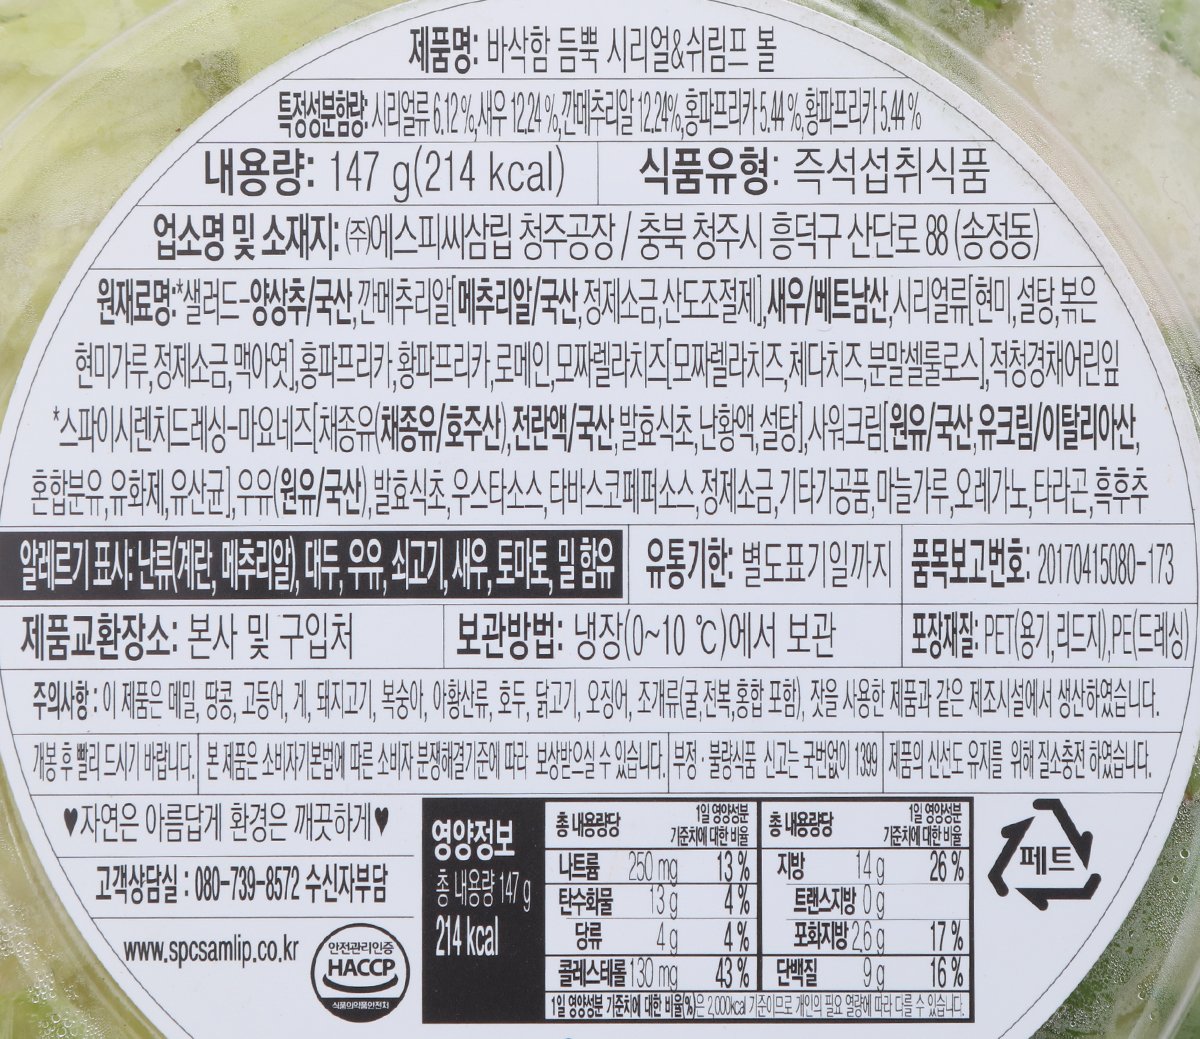 제품명: 바삭함 듬뿍 시리얼&쉬림프 볼
특정성분함량: 시리얼류 6.12%, 새우 12.24%, 깐메추리알 12.24%, 홍파프리카 5.44%, 황파프리카 5.44%
내용량: 147 g(214 kcal) 식품유형: 즉석섭취식품
업소명 및 소재지: ㈜에스피씨삼립 청주공장 / 충북 청주시 흥덕구 산단로 88 (송정동)
원재료명:*샐러드-양상추/국산,깐메추리알[메추리알/국산,정제소금,산도조절제],새우/베트남산,시리얼류[현미,설탕,볶은
현미가루,정제소금,맥아엿],홍파프리카,황파프리카,로메인,모짜렐라치즈[모짜렐라치즈,체다치즈,분말셀룰로스],적청경채어린잎
*스파이시렌치드레싱-마요네즈[채종유(채종유/호주산),전란액/국산,발효식초,난황액,설탕],사워크림[원유/국산,유크림/이탈리아산,
혼합분유,유화제,유산균],우유(원유/국산),발효식초,우스타소스,타바스코페퍼소스,정제소금,기타가공품,마늘가루,오레가노,타라곤,흑후추
알레르기 표시: 난류(계란, 메추리알), 대두, 우유, 쇠고기, 새우, 토마토, 밀 함유 유통기한: 별도표기일까지 품목보고번호: 20170415080-173
제품교환장소: 본사 및 구입처 보관방법: 냉장(0~10 ℃)에서 보관 포장재질: PET(용기,리드지),PE(드레싱)
주의사항 : 이 제품은 메밀, 땅콩, 고등어, 게, 돼지고기, 복숭아, 아황산류, 호두, 닭고기, 오징어, 조개류(굴,전복,홍합 포함), 잣을 사용한 제품과 같은 제조시설에서 생산하였습니다.
개봉 후 빨리 드시기 바랍니다. 본 제품은 소비자기본법에 따른 소비자 분쟁해결기준에 따라 보상받으실 수 있습니다. 부정·불량식품 신고는 국번없이 1399 제품의 신선도 유지를 위해 질소충전 하였습니다.
♥자연은 아름답게 환경은 깨끗하게♥
고객상담실 : 080-739-8572 수신자부담
www.spcsamlip.co.kr
안전관리인증
HACCP
식품의약품안전처
영양정보
총 내용량 147 g
214 kcal
총 내용량당 1일 영양성분 기준치에 대한 비율
나트륨 250 mg 13 %
탄수화물 13 g 4 %
당류 4 g 4 %
콜레스테롤 130 mg 43 %
총 내용량당 1일 영양성분 기준치에 대한 비율
지방 14 g 26 %
트랜스지방 0 g
포화지방 2.6 g 17 %
단백질 9 g 16 %
1일 영양성분 기준치에 대한 비율(%)은 2,000kcal 기준이므로 개인의 필요 열량에 따라 다를 수 있습니다.
페트